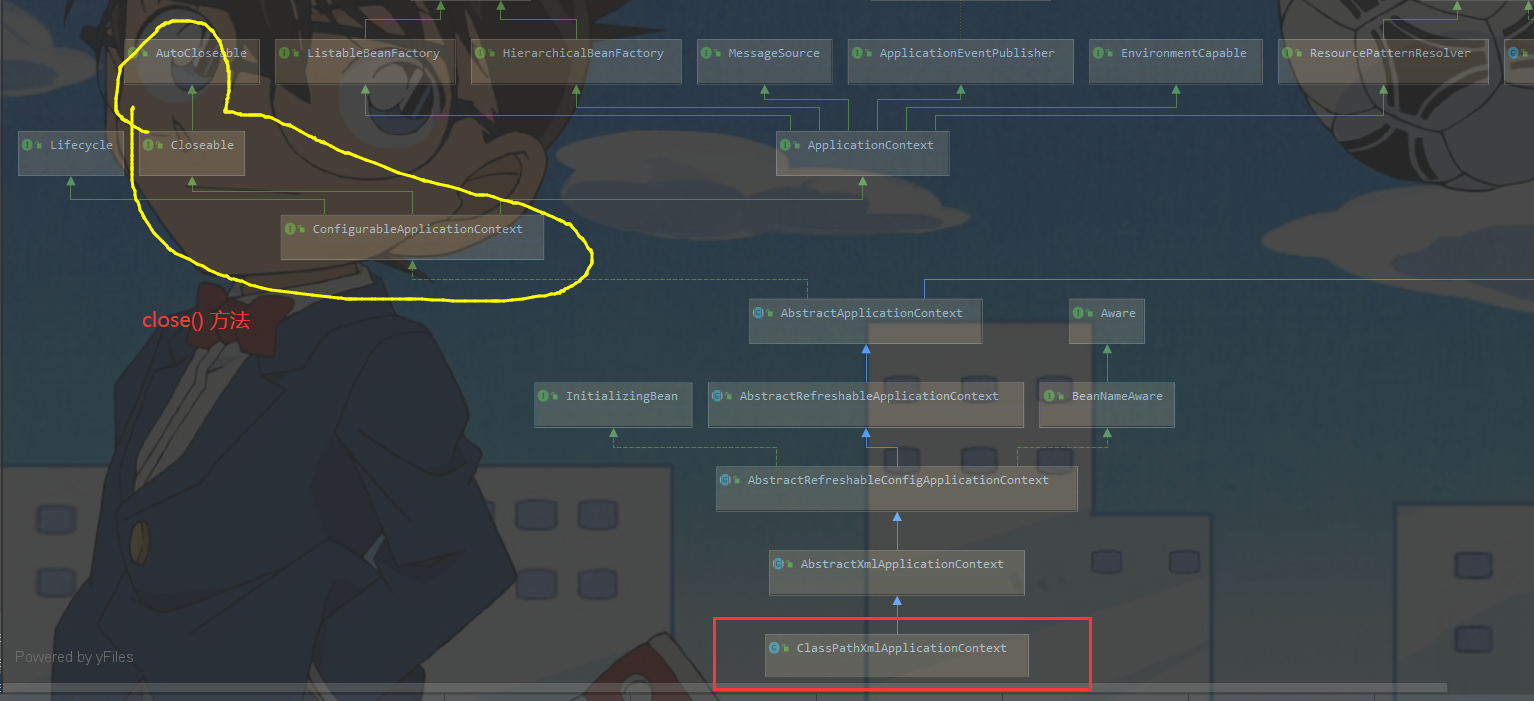 AutoCloseable
ListableBeanFactory
HierarchicalBeanFactory
MessageSource
ApplicationEventPublisher
EnvironmentCapable
ResourcePatternResolver
Lifecycle
Closeable
ApplicationContext
ConfigurableApplicationContext
close() 方法
AbstractApplicationContext
Aware
InitializingBean
AbstractRefreshableApplicationContext
BeanNameAware
AbstractRefreshableConfigApplicationContext
AbstractXmlApplicationContext
ClassPathXmlApplicationContext
Powered by yFiles